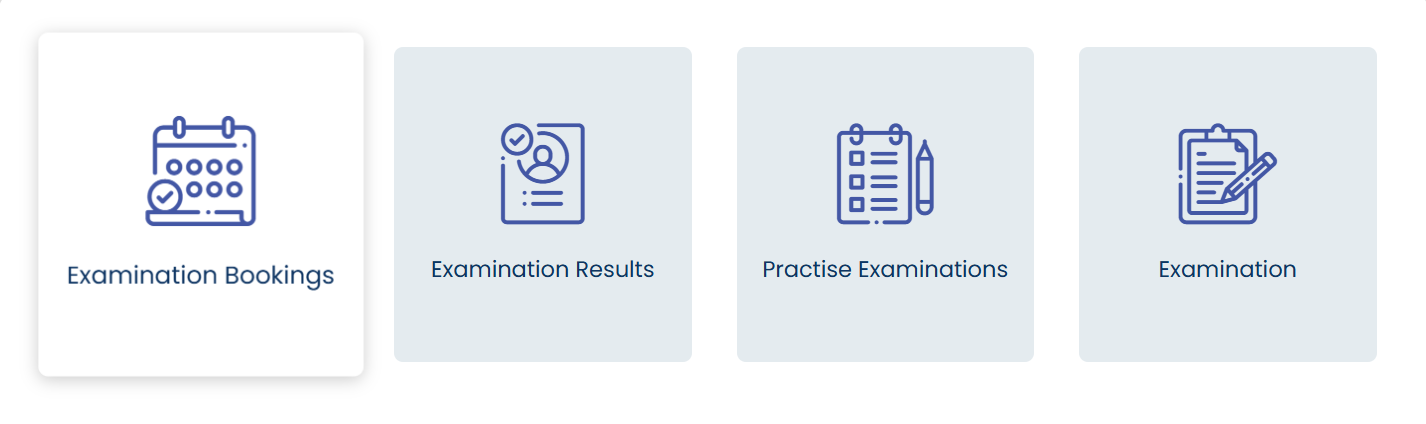 Examination Bookings
Examination Results
Practise Examinations
Examination